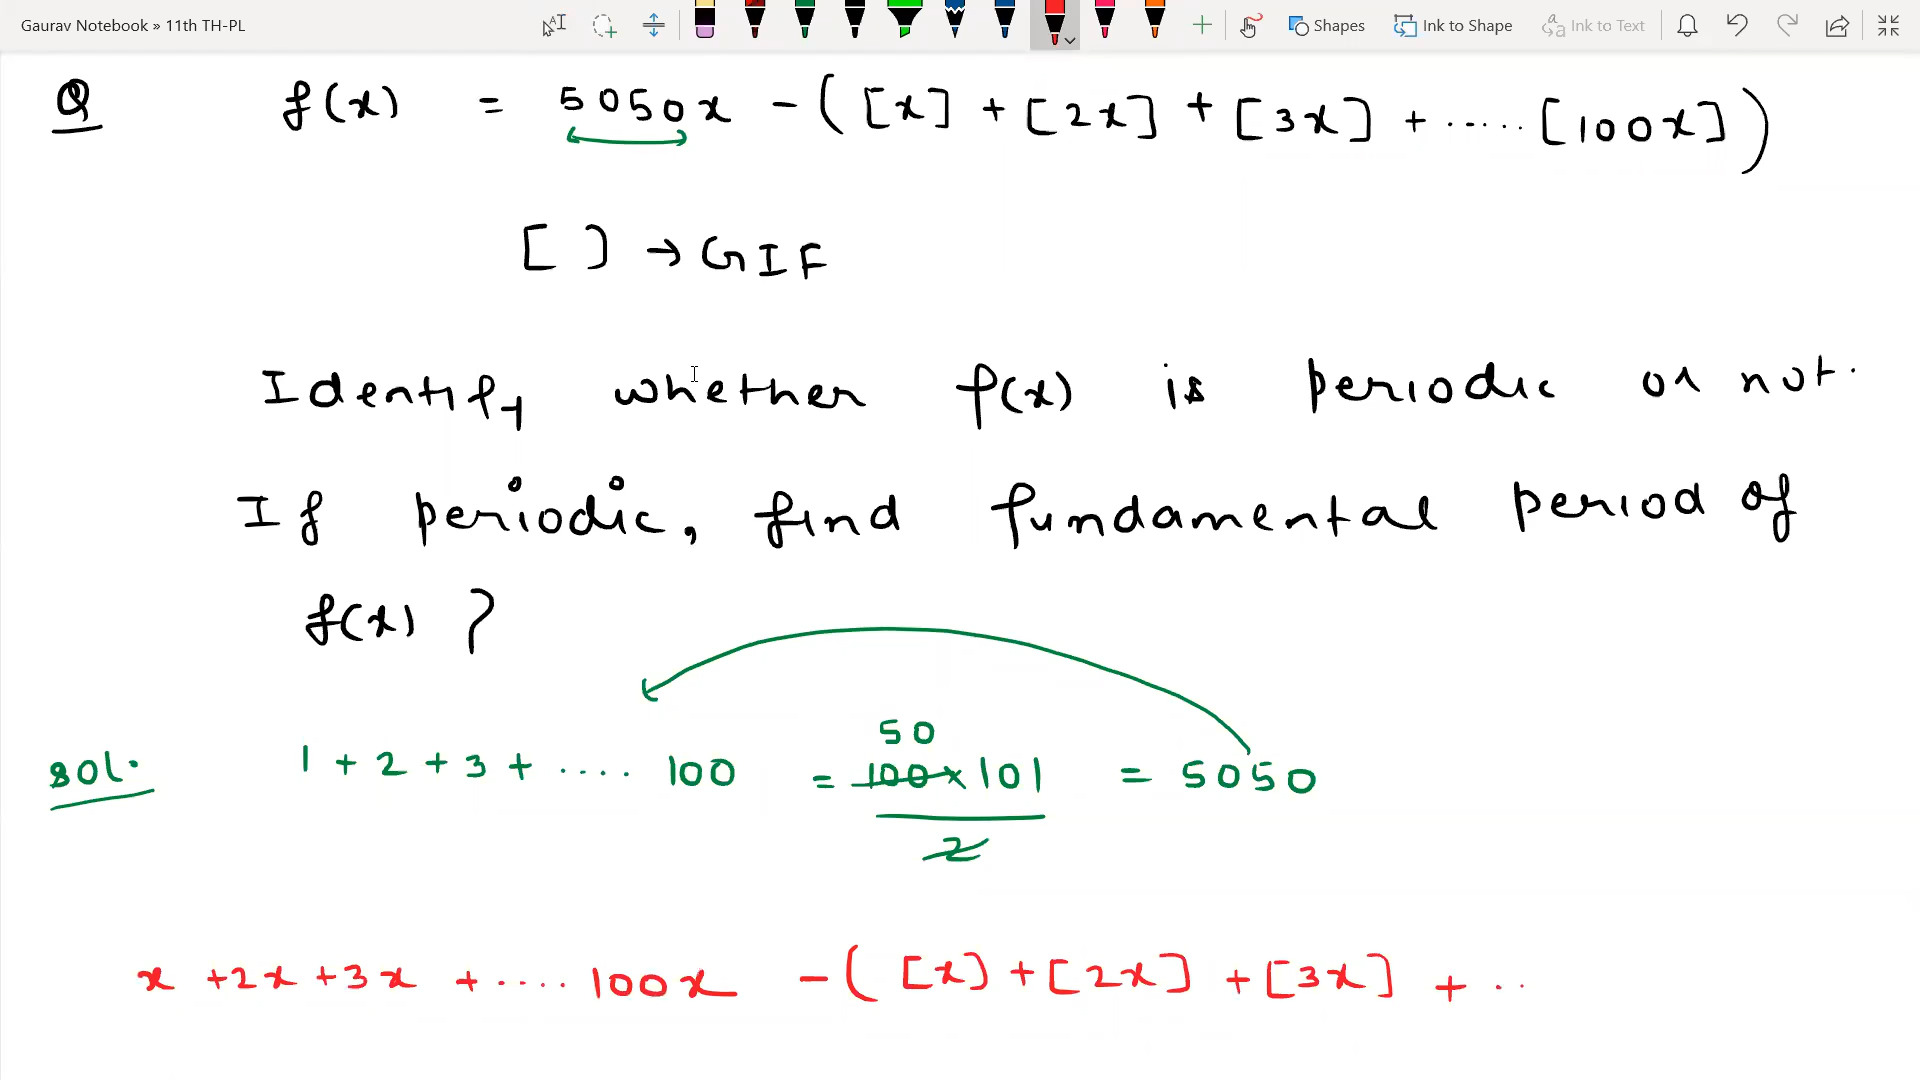 Gaurav Notebook » 11th TH-PL
Shapes Ink to Shape Ink to Text
Q f(x) = 5050x - ([x] + [2x] + [3x] + ..... [100x])
[ ] → GIF
Identify whether f(x) is periodic or not.
If periodic, find fundamental period of
f(x) ?
50
sol. 1 + 2 + 3 + .... 100 = 100 x 101 = 5050
2
x + 2x + 3x + .... 100x - ([x] + [2x] + [3x] + ..